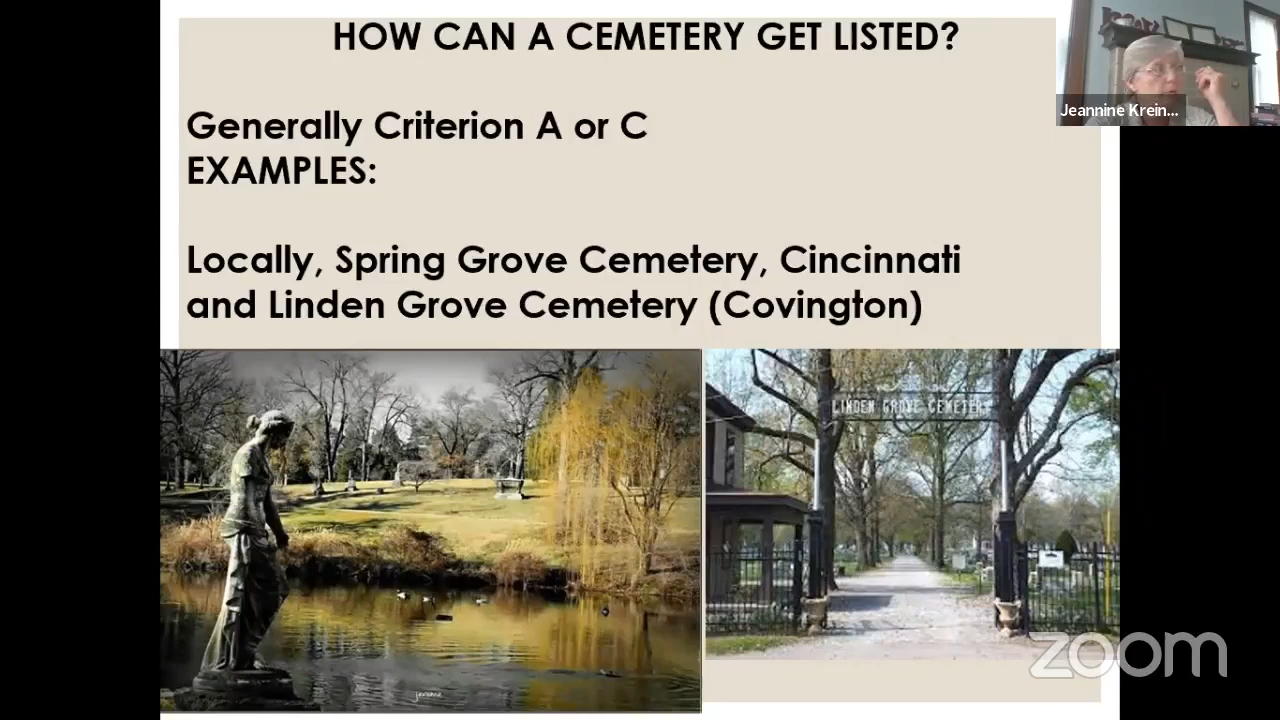 HOW CAN A CEMETERY GET LISTED?
Jeannine Krein...
Generally Criterion A or C
EXAMPLES:
Locally, Spring Grove Cemetery, Cincinnati
and Linden Grove Cemetery (Covington)
LINDEN GROVE CEMETERY
zoom